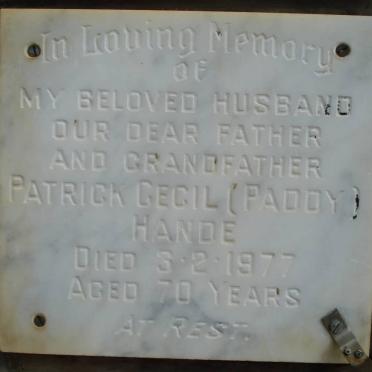 In Loving Memory
of
MY BELOVED HUSBAND
OUR DEAR FATHER
AND GRANDFATHER
PATRICK CECIL (PADDY)
HANDE
DIED 3·2·1977
AGED 70 YEARS
AT REST.